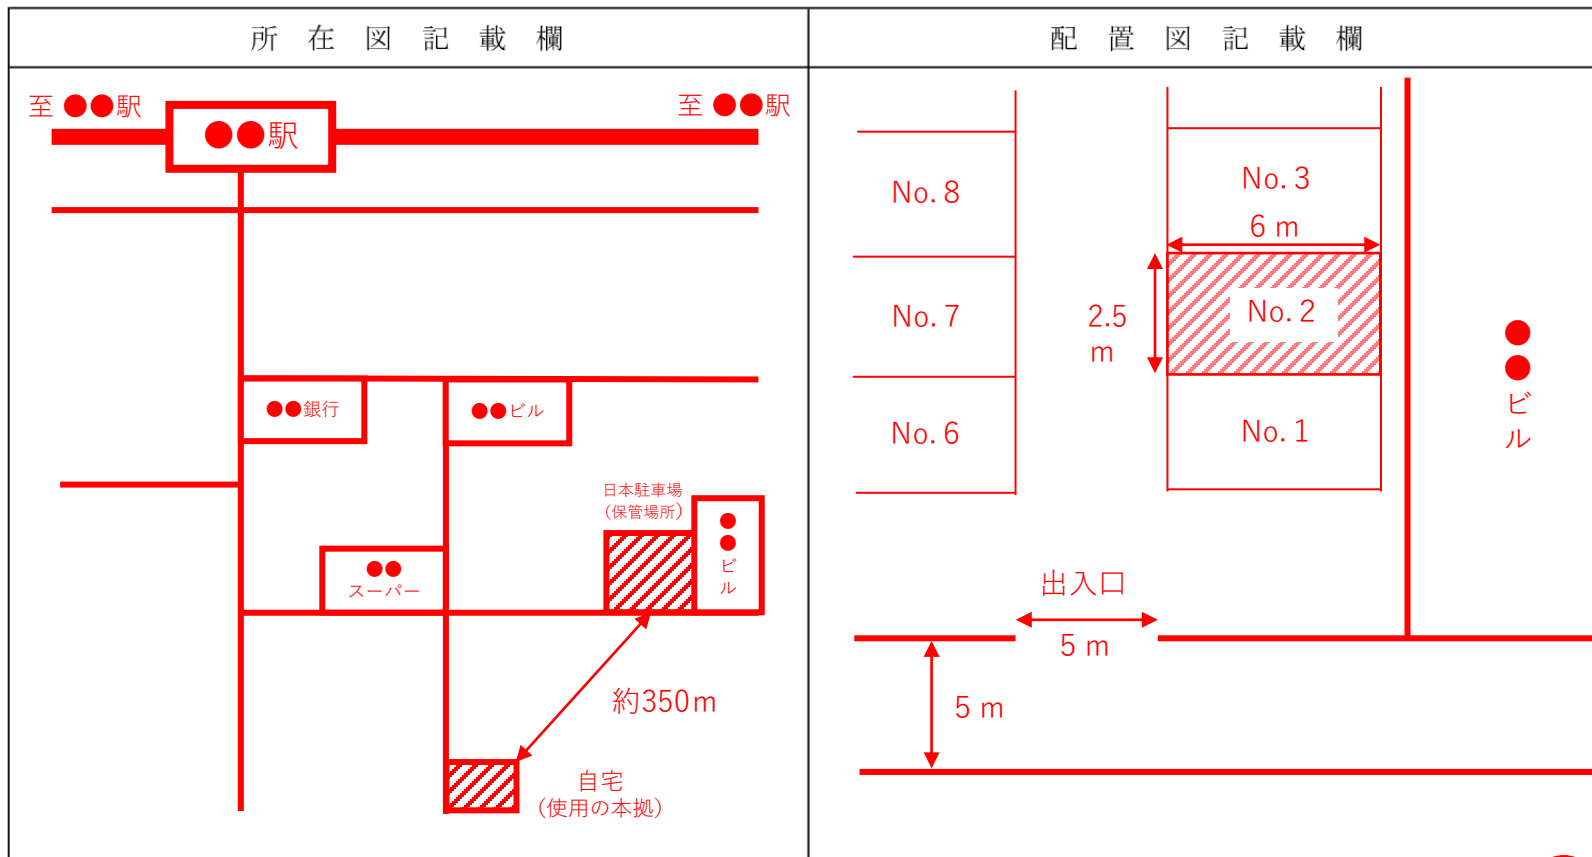 所在図記載欄
至 ●●駅
●●駅
至 ●●駅
●●銀行
●●ビル
日本駐車場
(保管場所)
●●ビル
●●
スーパー
約350m
自宅
(使用の本拠)
配置図記載欄
No. 8
No. 3
6 m
No. 7
2.5
m
No. 2
●●ビル
No. 6
No. 1
出入口
5 m
5 m